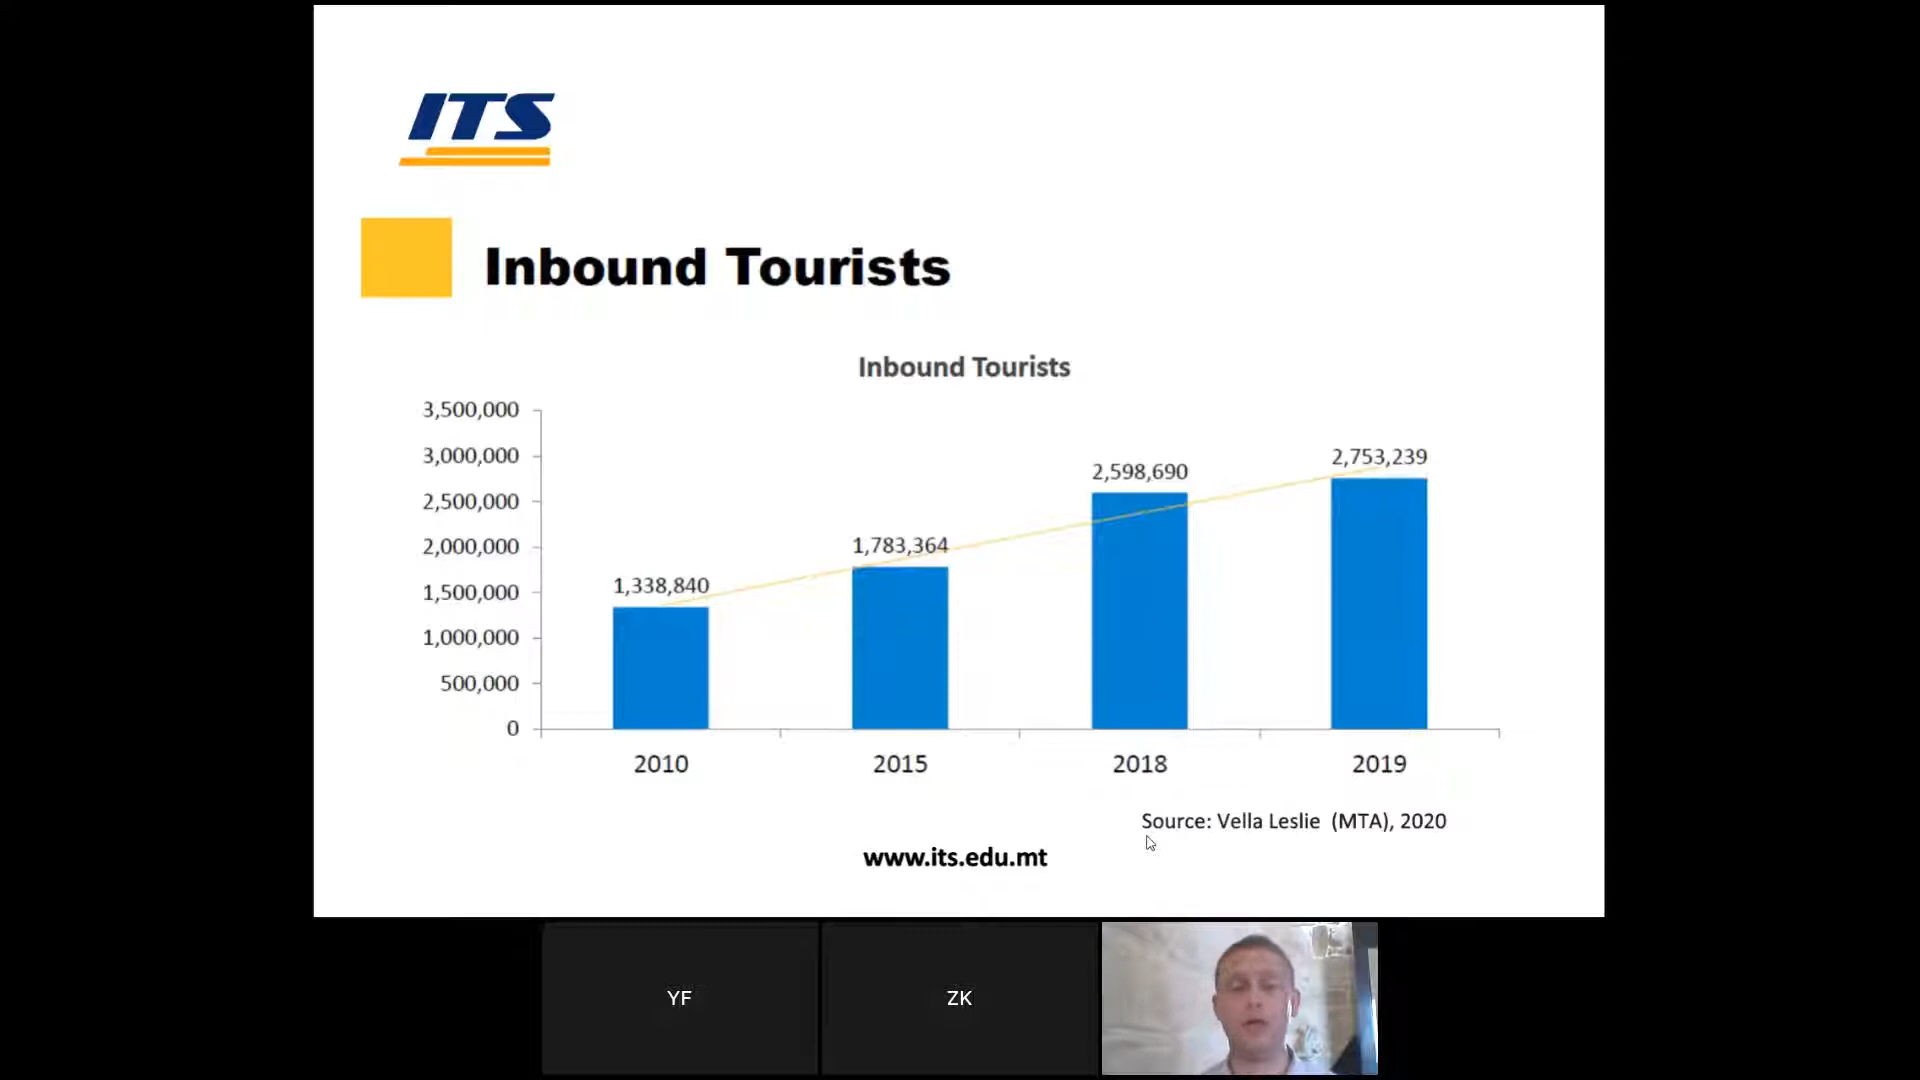 ITS
Inbound Tourists
Inbound Tourists
3,500,000
3,000,000
2,500,000
2,000,000
1,500,000
1,000,000
500,000
0
1,338,840
1,783,364
2,598,690
2,753,239
2010
2015
2018
2019
Source: Vella Leslie (MTA), 2020
www.its.edu.mt
YF
ZK